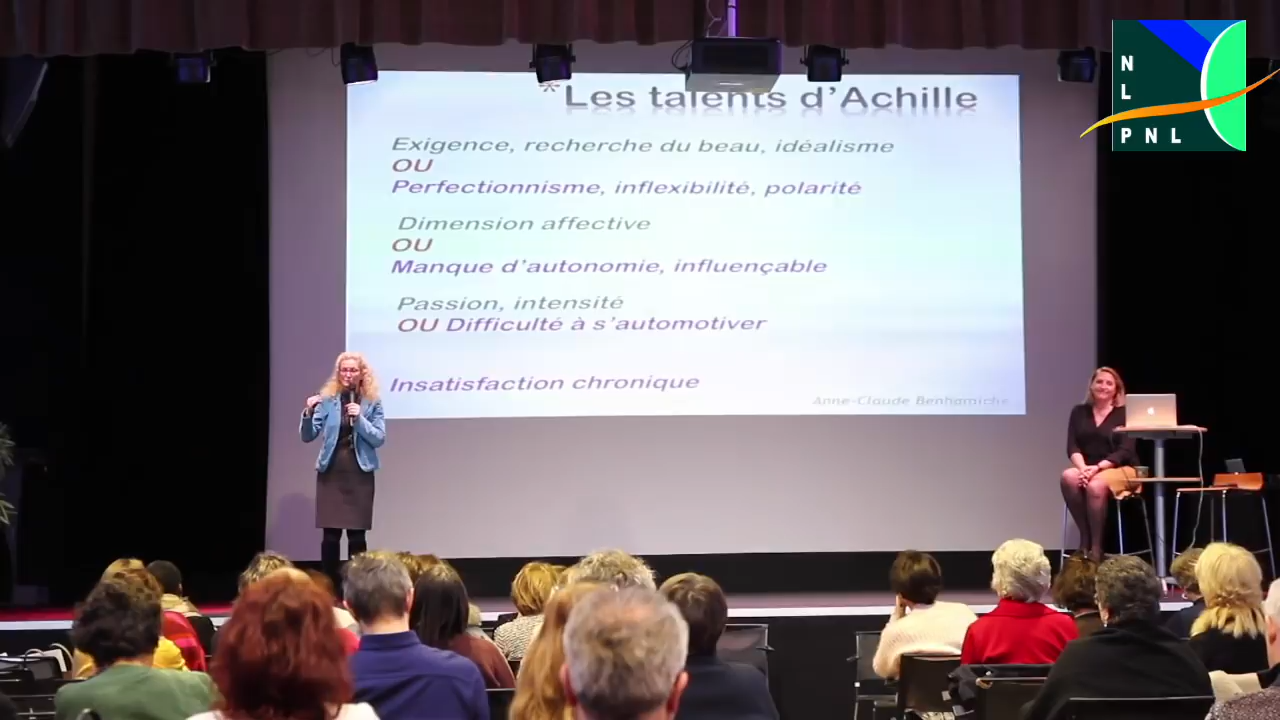 *Les talents d'Achille
Exigence, recherche du beau, idéalisme
OU
Perfectionnisme, inflexibilité, polarité
Dimension affective
OU
Manque d'autonomie, influençable
Passion, intensité
OU Difficulté à s'automotiver
Insatisfaction chronique
Anne-Claude Benhamiche
N
L
P N L